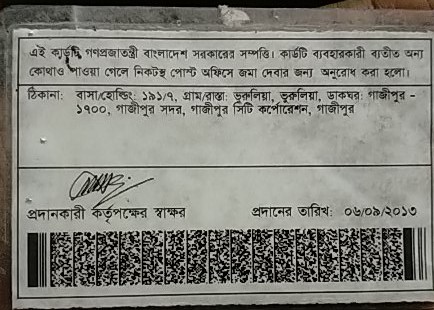 এই কার্ডটি গণপ্রজাতন্ত্রী বাংলাদেশ সরকারের সম্পত্তি। কার্ডটি ব্যবহারকারী ব্যতীত অন্য
কোথাও পাওয়া গেলে নিকটস্থ পোস্ট অফিসে জমা দেবার জন্য অনুরোধ করা হলো।
ঠিকানা: বাসা/হোল্ডিং: ১৯১/৭, গ্রাম/রাস্তা: ভুরুলিয়া, ভুরুলিয়া, ডাকঘর: গাজীপুর -
১৭০০, গাজীপুর সদর, গাজীপুর সিটি কর্পোরেশন, গাজীপুর
প্রদানকারী কর্তৃপক্ষের স্বাক্ষর প্রদানের তারিখ: ০৬/০৯/২০১৩